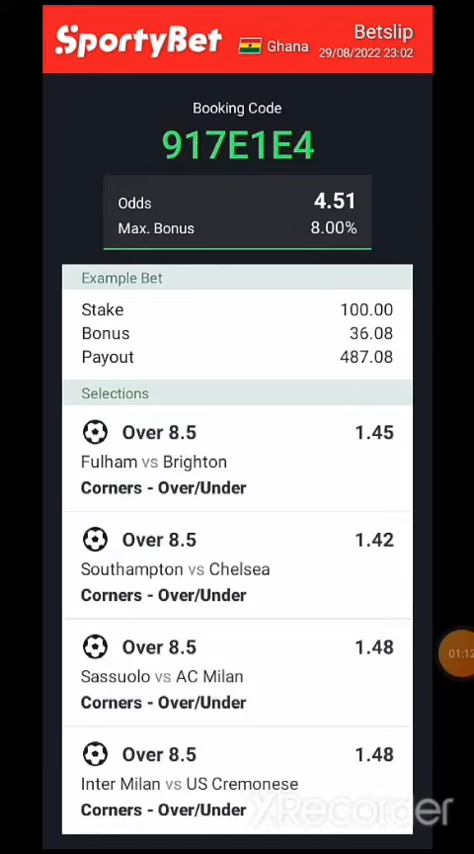 SportyBet Ghana Betslip
29/08/2022 23:02
Booking Code
917E1E4
Odds 4.51
Max. Bonus 8.00%
Example Bet
Stake 100.00
Bonus 36.08
Payout 487.08
Selections
Over 8.5 1.45
Fulham vs Brighton
Corners - Over/Under
Over 8.5 1.42
Southampton vs Chelsea
Corners - Over/Under
Over 8.5 1.48
Sassuolo vs AC Milan
Corners - Over/Under
Over 8.5 1.48
Inter Milan vs US Cremonese
Corners - Over/Under
XRecorder
01:12